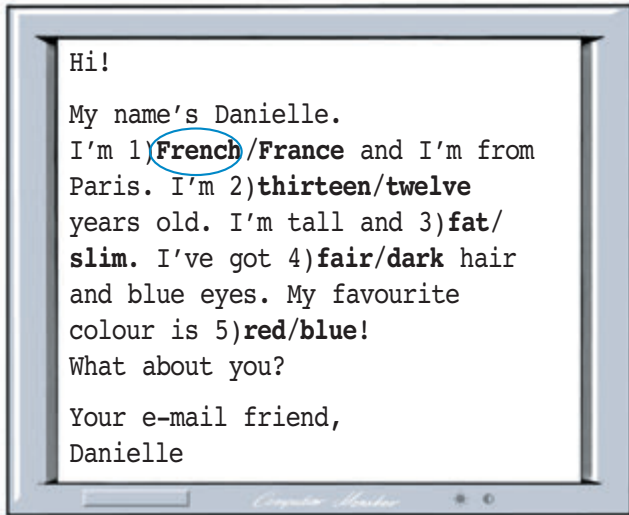 Hi!
My name's Danielle.
I'm 1)French/France and I'm from
Paris. I'm 2)thirteen/twelve
years old. I'm tall and 3)fat/
slim. I've got 4)fair/dark hair
and blue eyes. My favourite
colour is 5)red/blue!
What about you?
Your e-mail friend,
Danielle
Computer Monitor